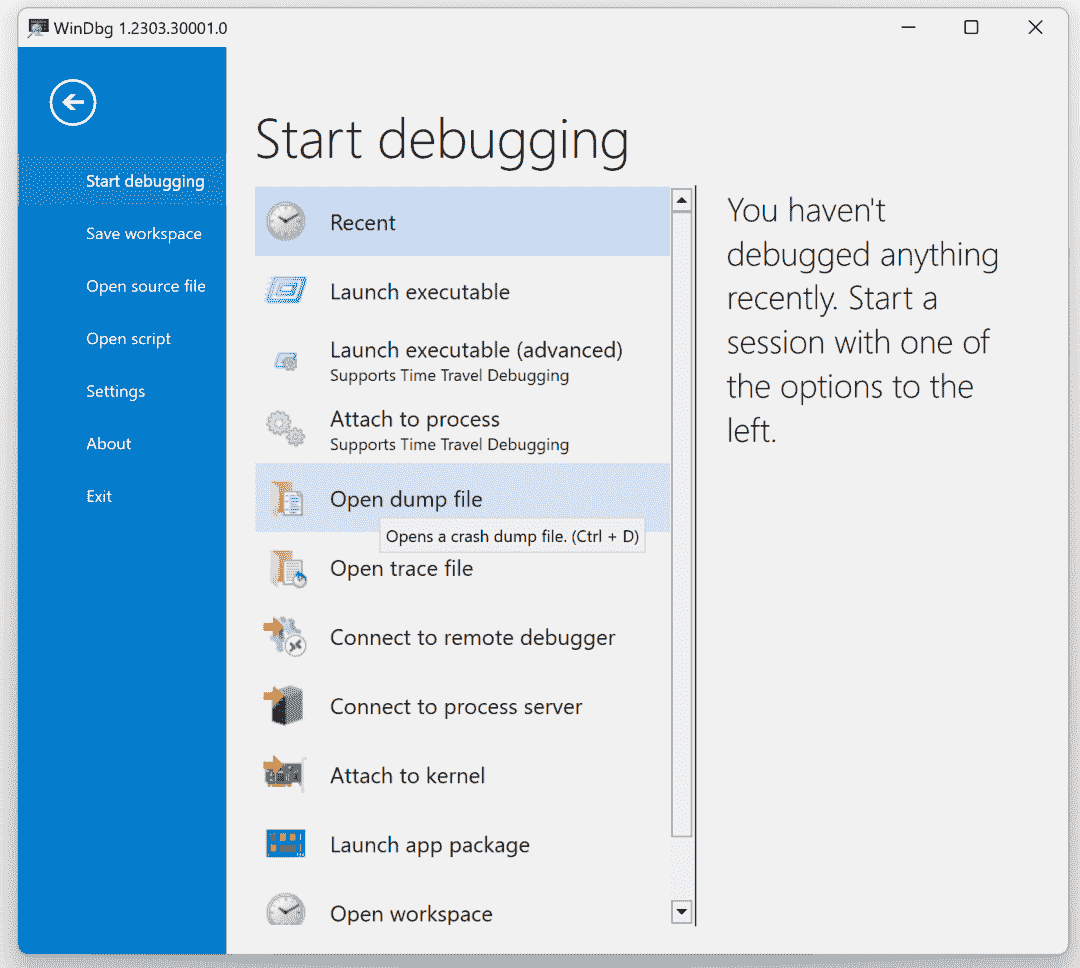 WinDbg 1.2303.30001.0
Start debugging
Save workspace
Open source file
Open script
Settings
About
Exit
Start debugging
Recent
Launch executable
Launch executable (advanced)
Supports Time Travel Debugging
Attach to process
Supports Time Travel Debugging
Open dump file
Opens a crash dump file. (Ctrl + D)
Open trace file
Connect to remote debugger
Connect to process server
Attach to kernel
Launch app package
Open workspace
You haven't
debugged anything
recently. Start a
session with one of
the options to the
left.